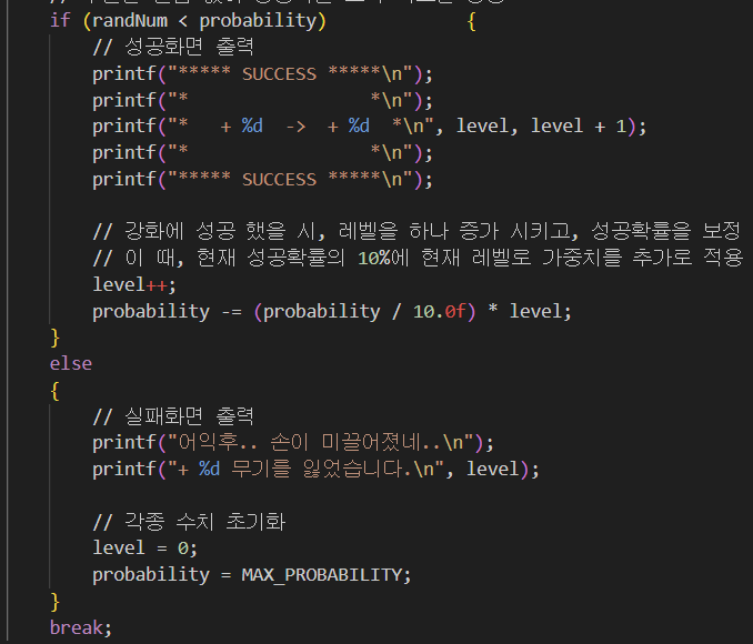 if (randNum < probability) {
// 성공화면 출력
printf("***** SUCCESS *****\n");
printf("*                 *\n");
printf("*   + %d  ->  + %d  *\n", level, level + 1);
printf("*                 *\n");
printf("***** SUCCESS *****\n");
// 강화에 성공 했을 시, 레벨을 하나 증가 시키고, 성공확률을 보정
// 이 때, 현재 성공확률의 10%에 현재 레벨로 가중치를 추가로 적용
level++;
probability -= (probability / 10.0f) * level;
}
else
{
// 실패화면 출력
printf("어익후.. 손이 미끌어졌네..\n");
printf("+ %d 무기를 잃었습니다.\n", level);
// 각종 수치 초기화
level = 0;
probability = MAX_PROBABILITY;
}
break;